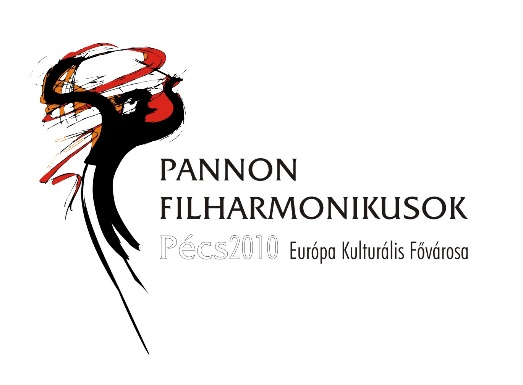 PANNON
FILHARMONIKUSOK
Pécs2010 Európa Kulturális Fővárosa